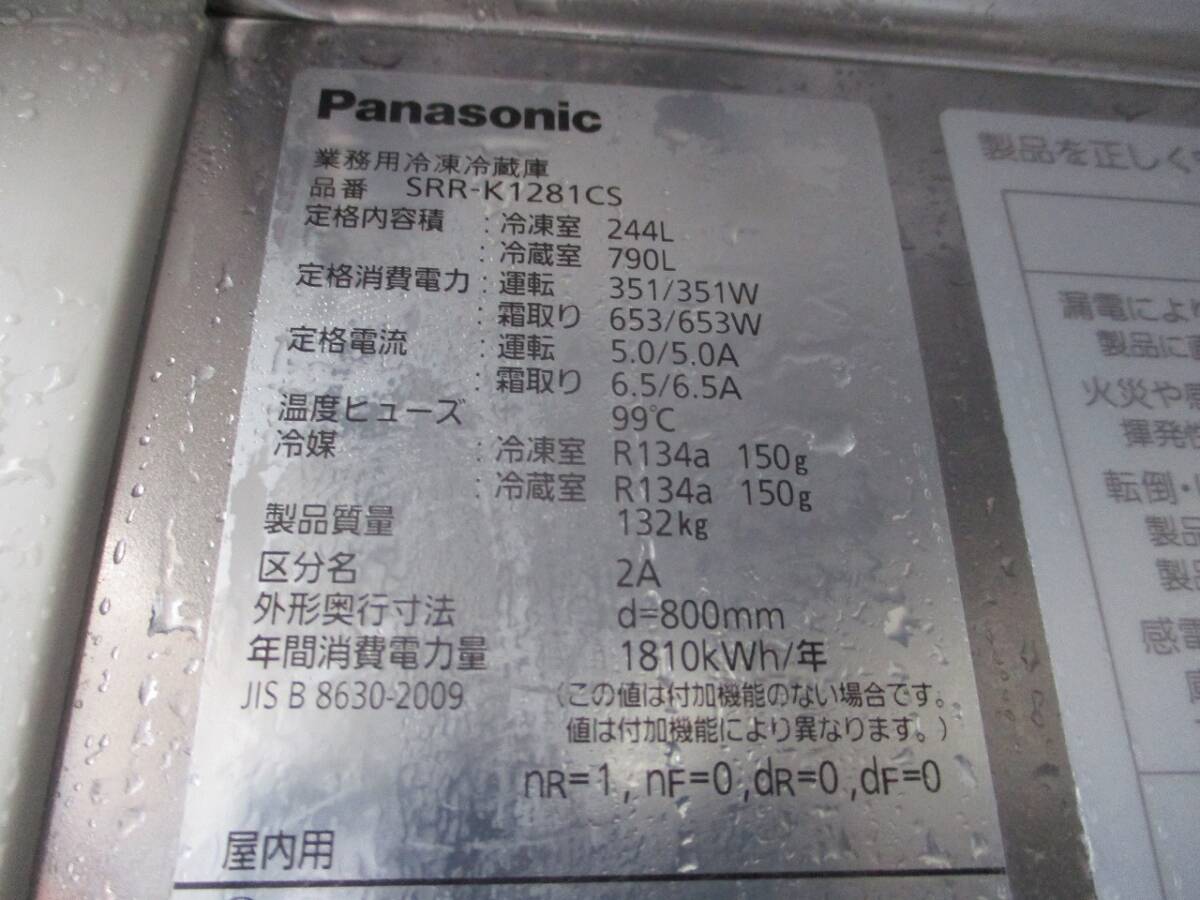 Panasonic
業務用冷凍冷蔵庫
品番 SRR-K1281CS
定格内容積 : 冷凍室 244L
: 冷蔵室 790L
定格消費電力 : 運転 351/351W
: 霜取り 653/653W
定格電流 : 運転 5.0/5.0A
: 霜取り 6.5/6.5A
温度ヒューズ 99℃
冷媒 : 冷凍室 R134a 150g
: 冷蔵室 R134a 150g
製品質量 132kg
区分名 2A
外形奥行寸法 d=800mm
年間消費電力量 1810kWh/年
JIS B 8630-2009 (この値は付加機能のない場合です。
値は付加機能により異なります。)
nR=1, nF=0,dR=0,dF=0
屋内用
製品を正しく
漏電によ
製品に
火災や
揮発
転倒・
製品
製品
感電